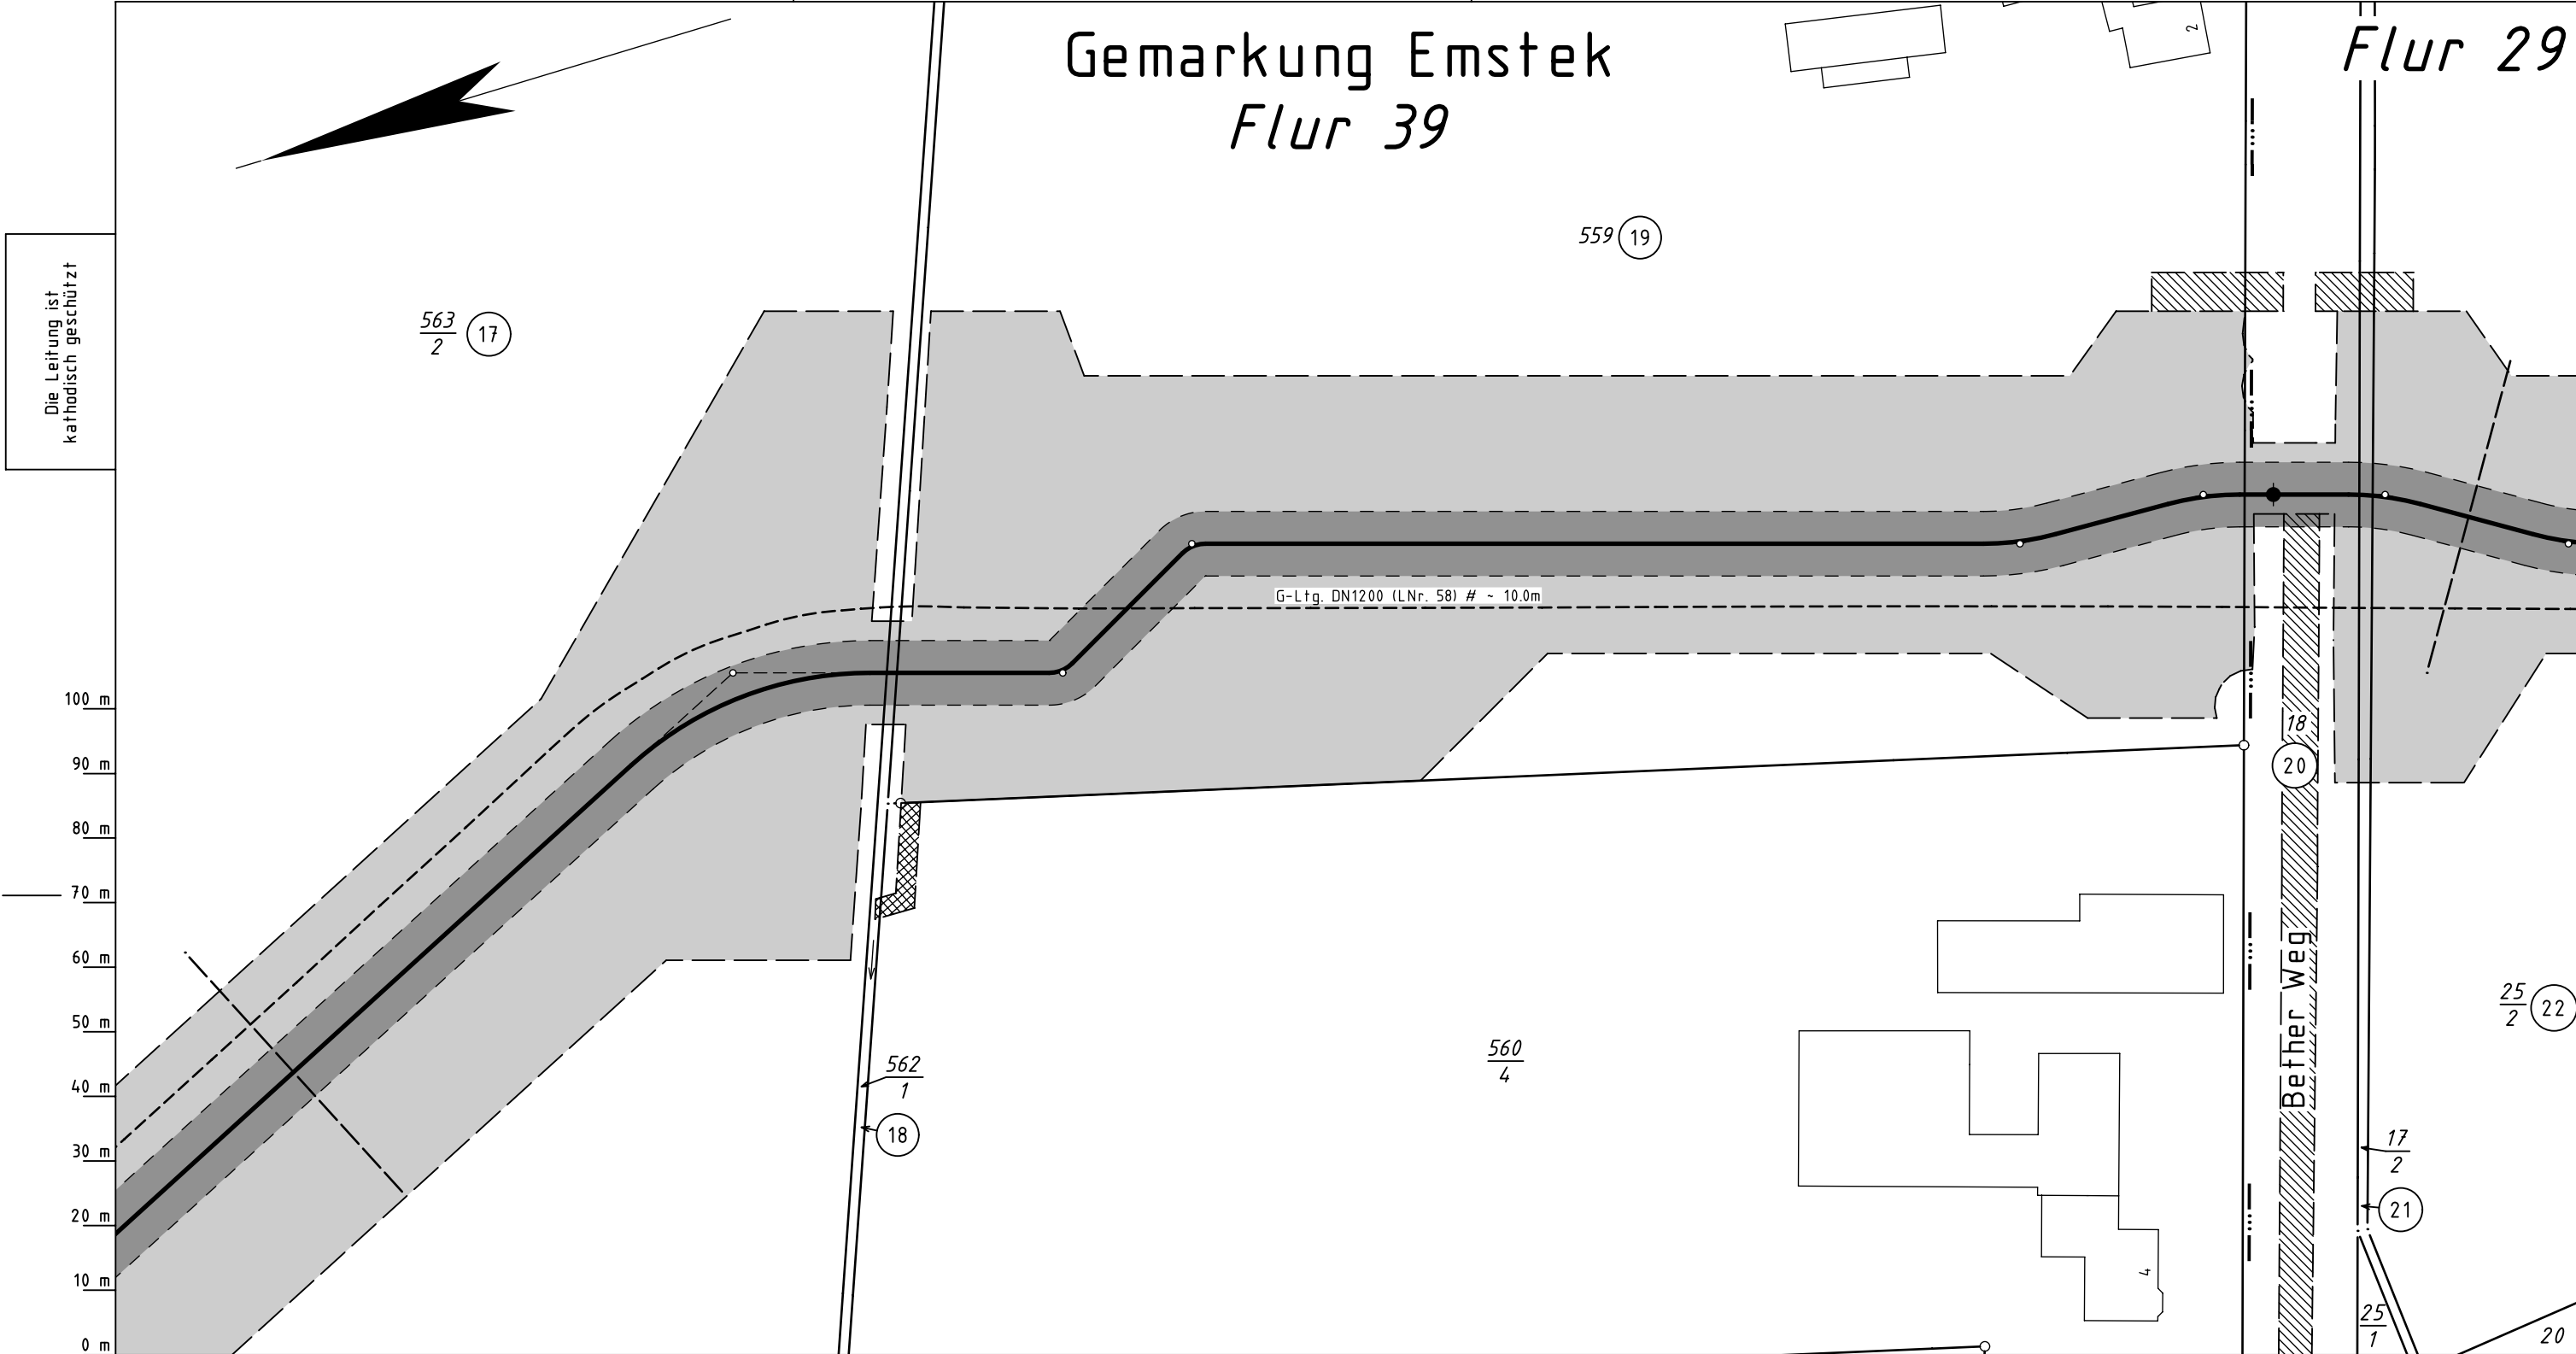 Gemarkung Emstek
Flur 39
Flur 29
2
559 19
Die Leitung ist
kathodisch geschützt
563
2
17
G-Ltg. DN1200 (LNr. 58) # ~ 10.0m
100 m
90 m
80 m
70 m
60 m
50 m
40 m
30 m
20 m
10 m
0 m
18
20
Bether Weg
562
1
18
560
4
25
2
22
17
2
21
4
25
1
20